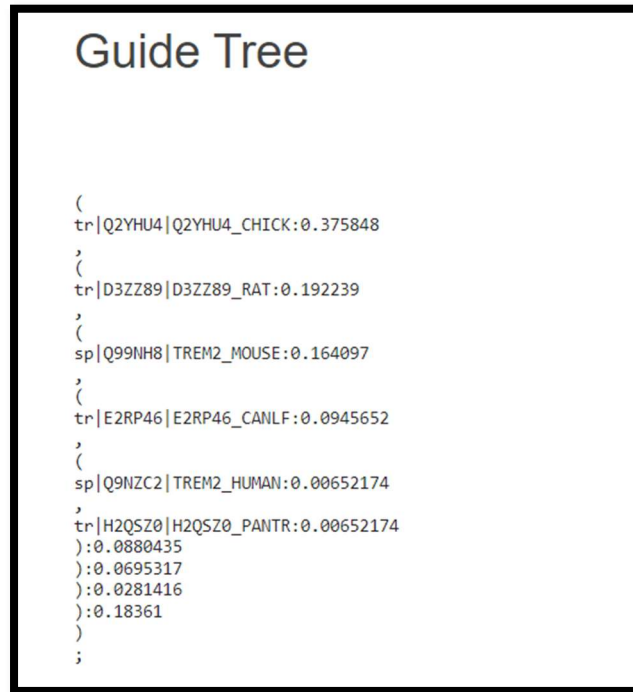 Guide Tree
(
tr|Q2YHU4|Q2YHU4_CHICK:0.375848
,
(
tr|D3ZZ89|D3ZZ89_RAT:0.192239
,
(
sp|Q99NH8|TREM2_MOUSE:0.164097
,
(
tr|E2RP46|E2RP46_CANLF:0.0945652
,
(
sp|Q9NZC2|TREM2_HUMAN:0.00652174
,
tr|H2QSZ0|H2QSZ0_PANTR:0.00652174
):0.0880435
):0.0695317
):0.0281416
):0.18361
)
;